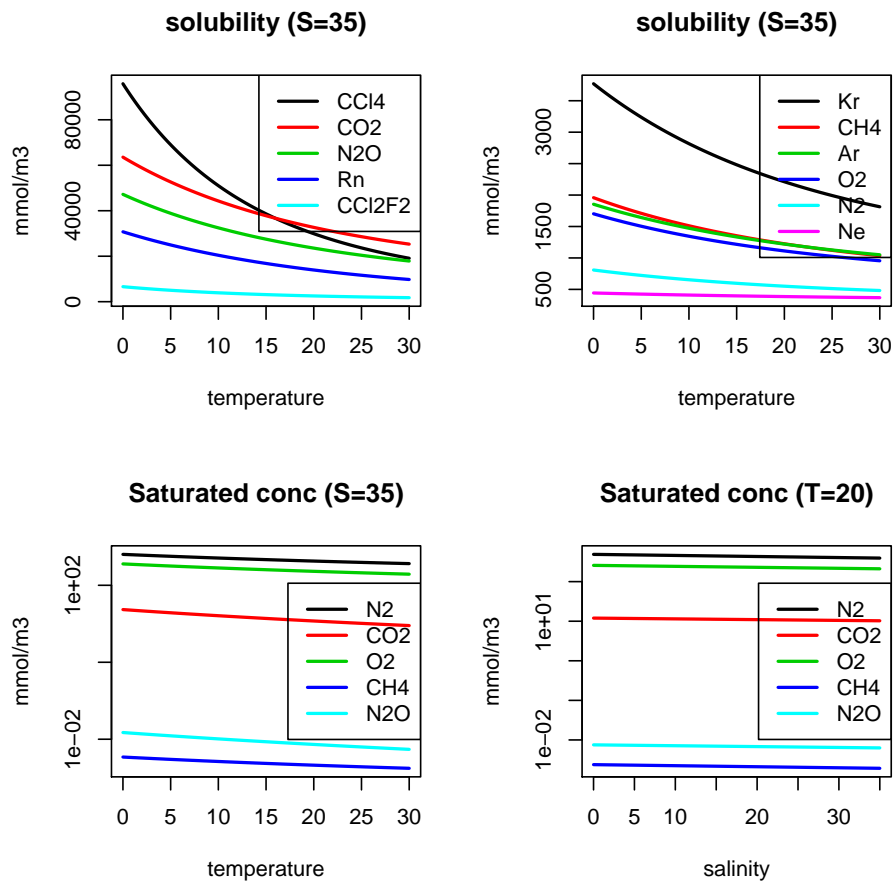 solubility (S=35)
mmol/m3
0
40000
80000
CCl4
CO2
N2O
Rn
CCl2F2
0 5 10 15 20 25 30
temperature
solubility (S=35)
mmol/m3
500
1500
3000
Kr
CH4
Ar
O2
N2
Ne
0 5 10 15 20 25 30
temperature
Saturated conc (S=35)
mmol/m3
1e−02
1e+02
N2
CO2
O2
CH4
N2O
0 5 10 15 20 25 30
temperature
Saturated conc (T=20)
mmol/m3
1e−02
1e+01
N2
CO2
O2
CH4
N2O
0 5 10 20 30
salinity